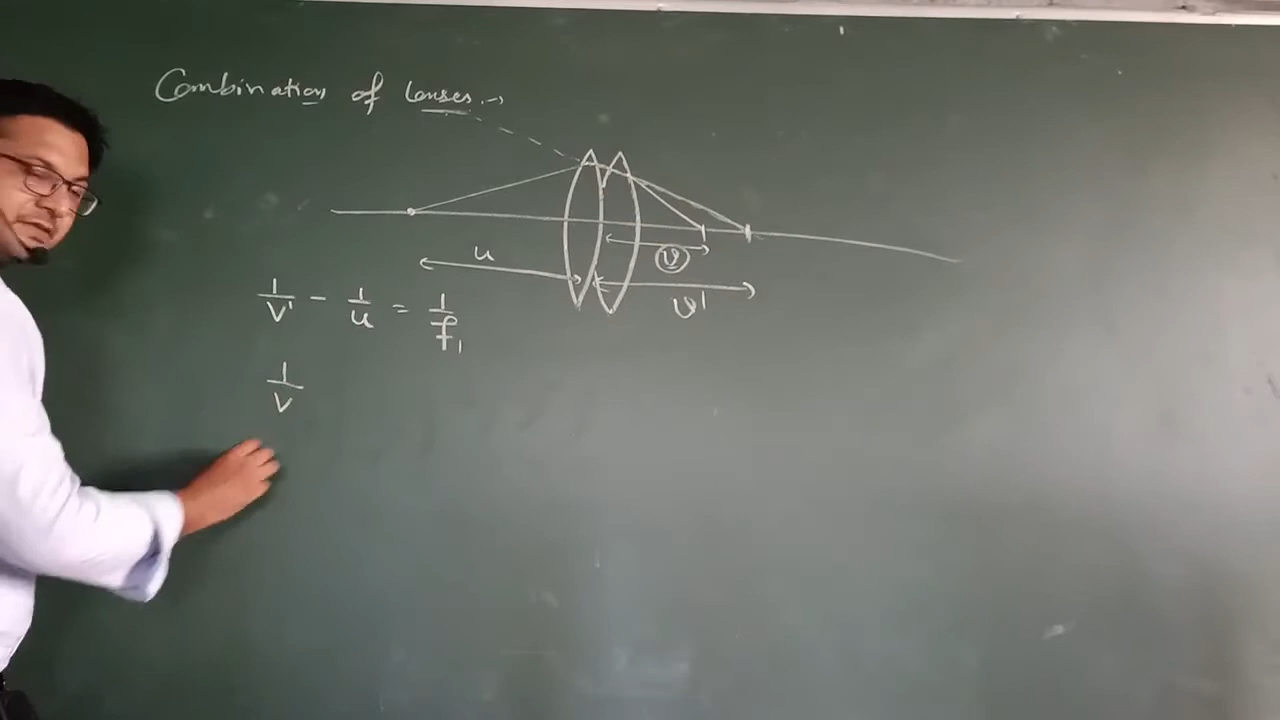 Combination of lenses :→
u
v
v'
1/v' - 1/u = 1/f₁
1/v